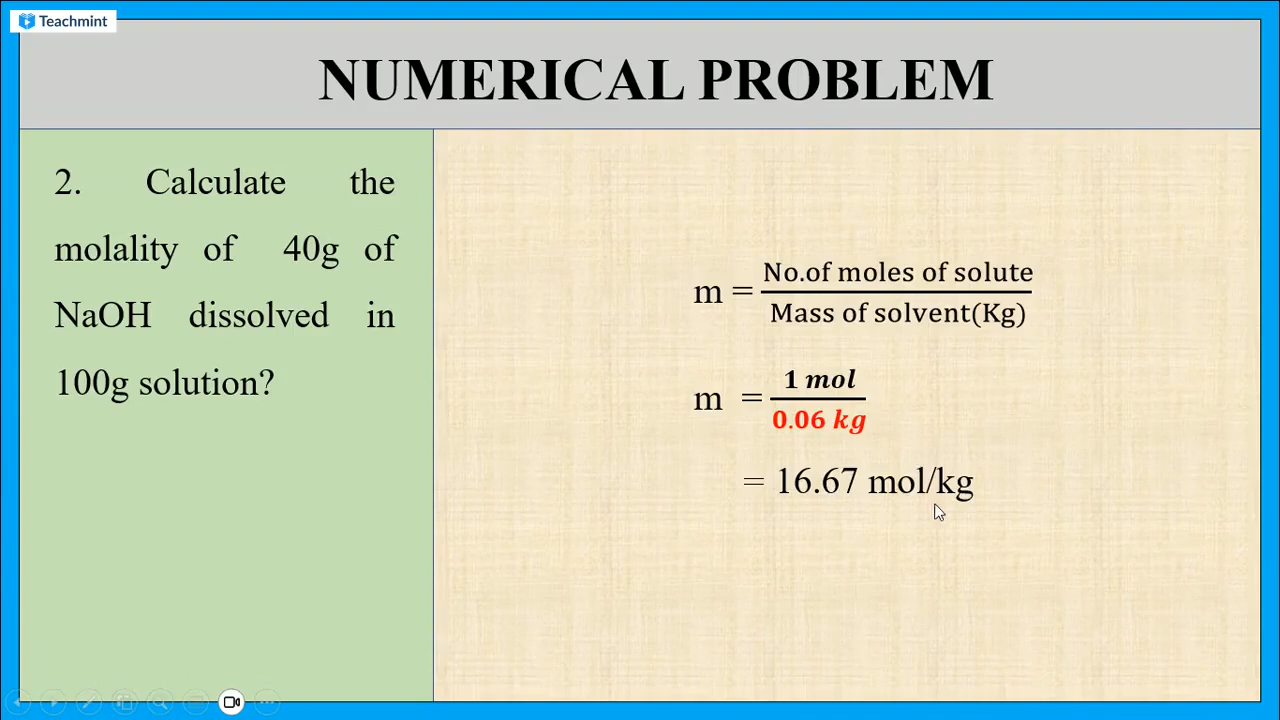 Teachmint
NUMERICAL PROBLEM
2. Calculate the
molality of 40g of
NaOH dissolved in
100g solution?
m = No.of moles of solute / Mass of solvent(Kg)
m = 1 mol / 0.06 kg
= 16.67 mol/kg